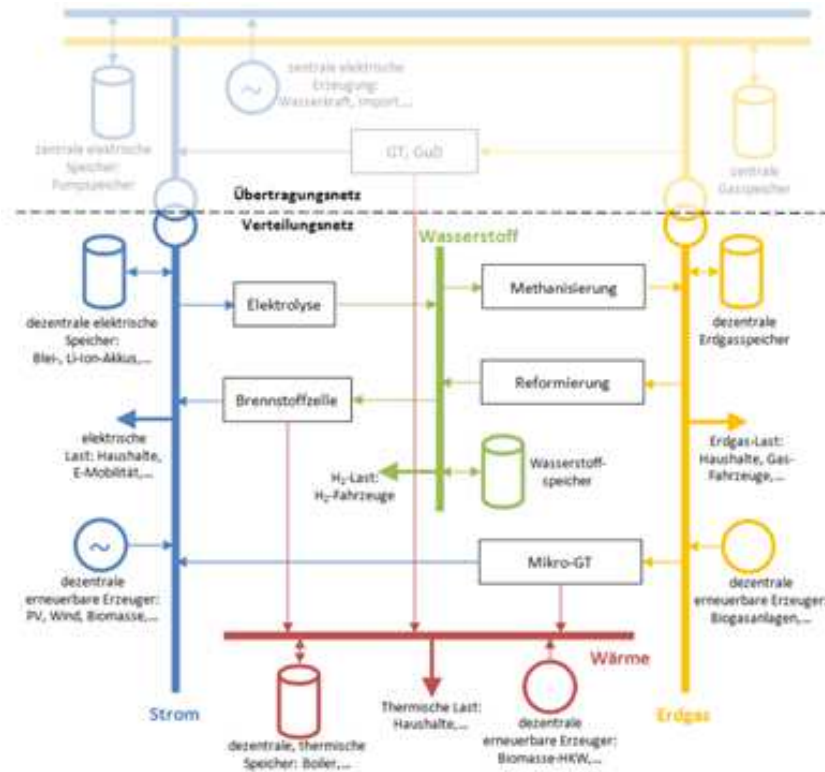 zentrale elektrische
Erzeugung:
Wasserkraft, Import,...
zentrale elektrische
Speicher:
Pumpspeicher
GT, GuD
zentrale
Gasspeicher
Übertragungsnetz
Verteilungsnetz
Wasserstoff
Elektrolyse
Methanisierung
dezentrale elektrische
Speicher:
Blei-, Li-Ion-Akkus,...
dezentrale
Erdgasspeicher
Brennstoffzelle
Reformierung
elektrische
Last: Haushalte,
E-Mobilität,...
Erdgas-Last:
Haushalte, Gas-
Fahrzeuge,...
H₂-Last:
H₂-Fahrzeuge
Wasserstoff-
speicher
Mikro-GT
dezentrale
erneuerbare Erzeuger:
PV, Wind, Biomasse,...
dezentrale
erneuerbare Erzeuger:
Biogasanlagen,...
Wärme
Strom
Thermische Last:
Haushalte,...
Erdgas
dezentrale, thermische
Speicher: Boiler,...
dezentrale
erneuerbare Erzeuger:
Biomasse-HKW,...